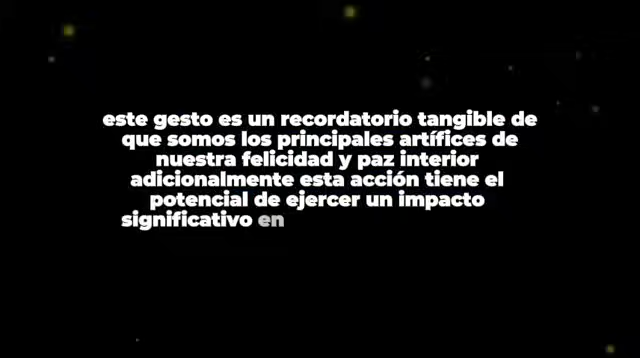 este gesto es un recordatorio tangible de
que somos los principales artífices de
nuestra felicidad y paz interior
adicionalmente esta acción tiene el
potencial de ejercer un impacto
significativo en